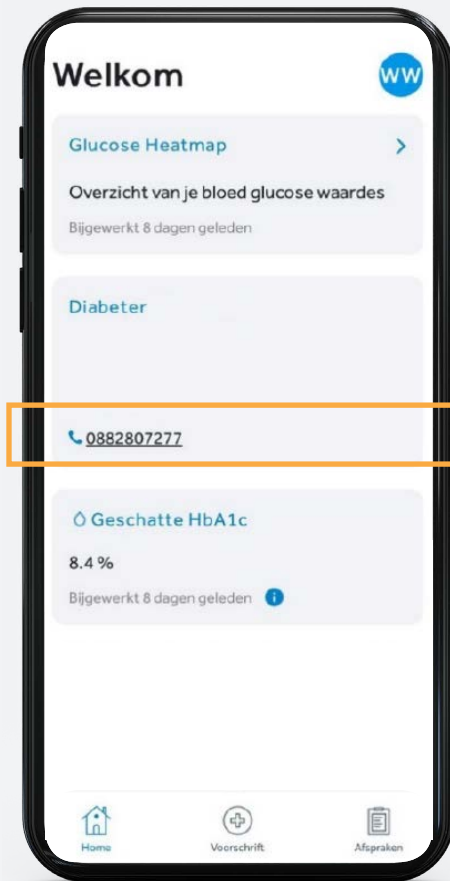 Welkom
WW
Glucose Heatmap
Overzicht van je bloed glucose waardes
Bijgewerkt 8 dagen geleden
Diabeter
0882807277
Geschatte HbA1c
8.4 %
Bijgewerkt 8 dagen geleden
i
Home
Voorschrift
Afspraken